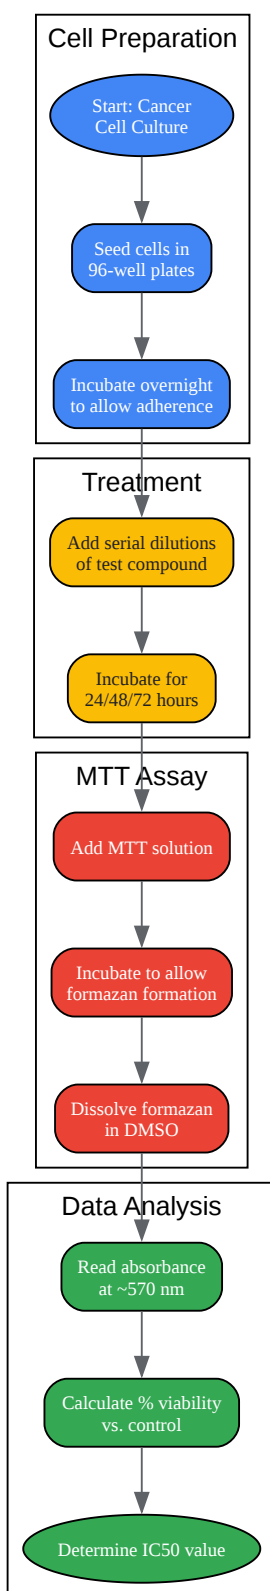 Cell Preparation
Start: Cancer
Cell Culture
Seed cells in
96-well plates
Incubate overnight
to allow adherence
Treatment
Add serial dilutions
of test compound
Incubate for
24/48/72 hours
MTT Assay
Add MTT solution
Incubate to allow
formazan formation
Dissolve formazan
in DMSO
Data Analysis
Read absorbance
at ~570 nm
Calculate % viability
vs. control
Determine IC50 value